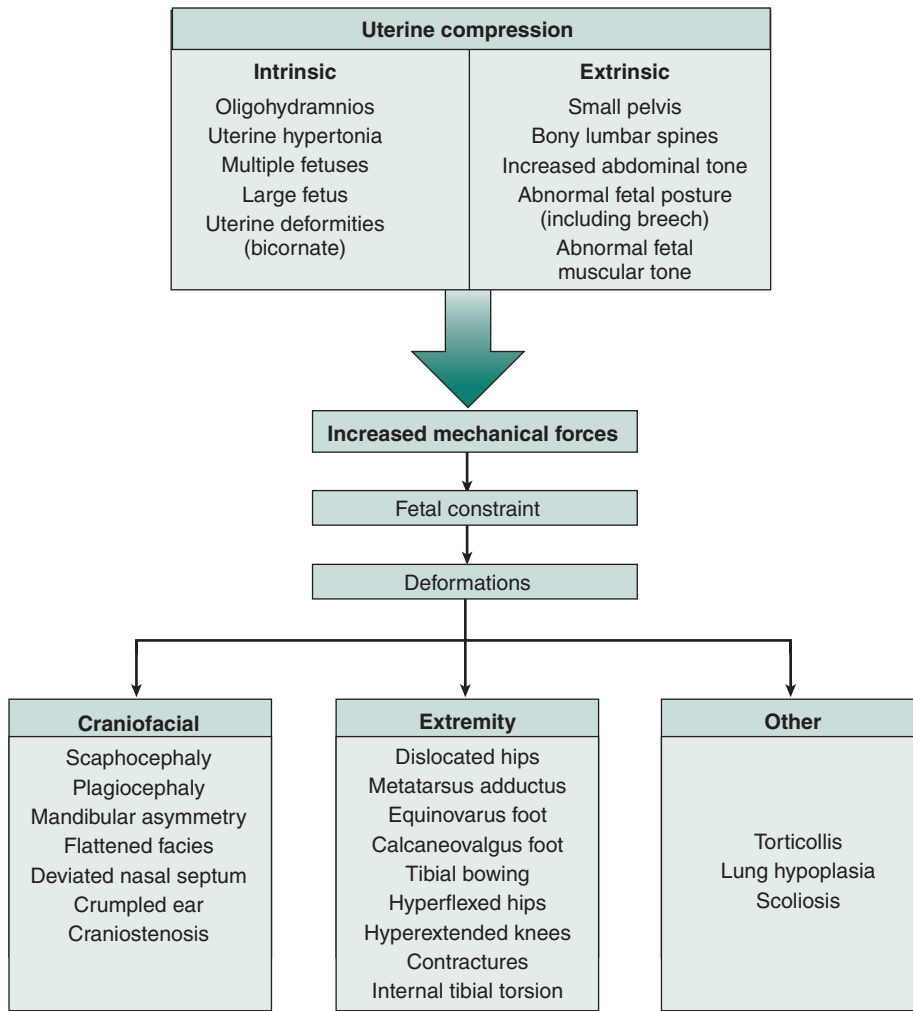 Uterine compression
Intrinsic
Oligohydramnios
Uterine hypertonia
Multiple fetuses
Large fetus
Uterine deformities
(bicornate)
Extrinsic
Small pelvis
Bony lumbar spines
Increased abdominal tone
Abnormal fetal posture
(including breech)
Abnormal fetal
muscular tone
Increased mechanical forces
Fetal constraint
Deformations
Craniofacial
Scaphocephaly
Plagiocephaly
Mandibular asymmetry
Flattened facies
Deviated nasal septum
Crumpled ear
Craniostenosis
Extremity
Dislocated hips
Metatarsus adductus
Equinovarus foot
Calcaneovalgus foot
Tibial bowing
Hyperflexed hips
Hyperextended knees
Contractures
Internal tibial torsion
Other
Torticollis
Lung hypoplasia
Scoliosis